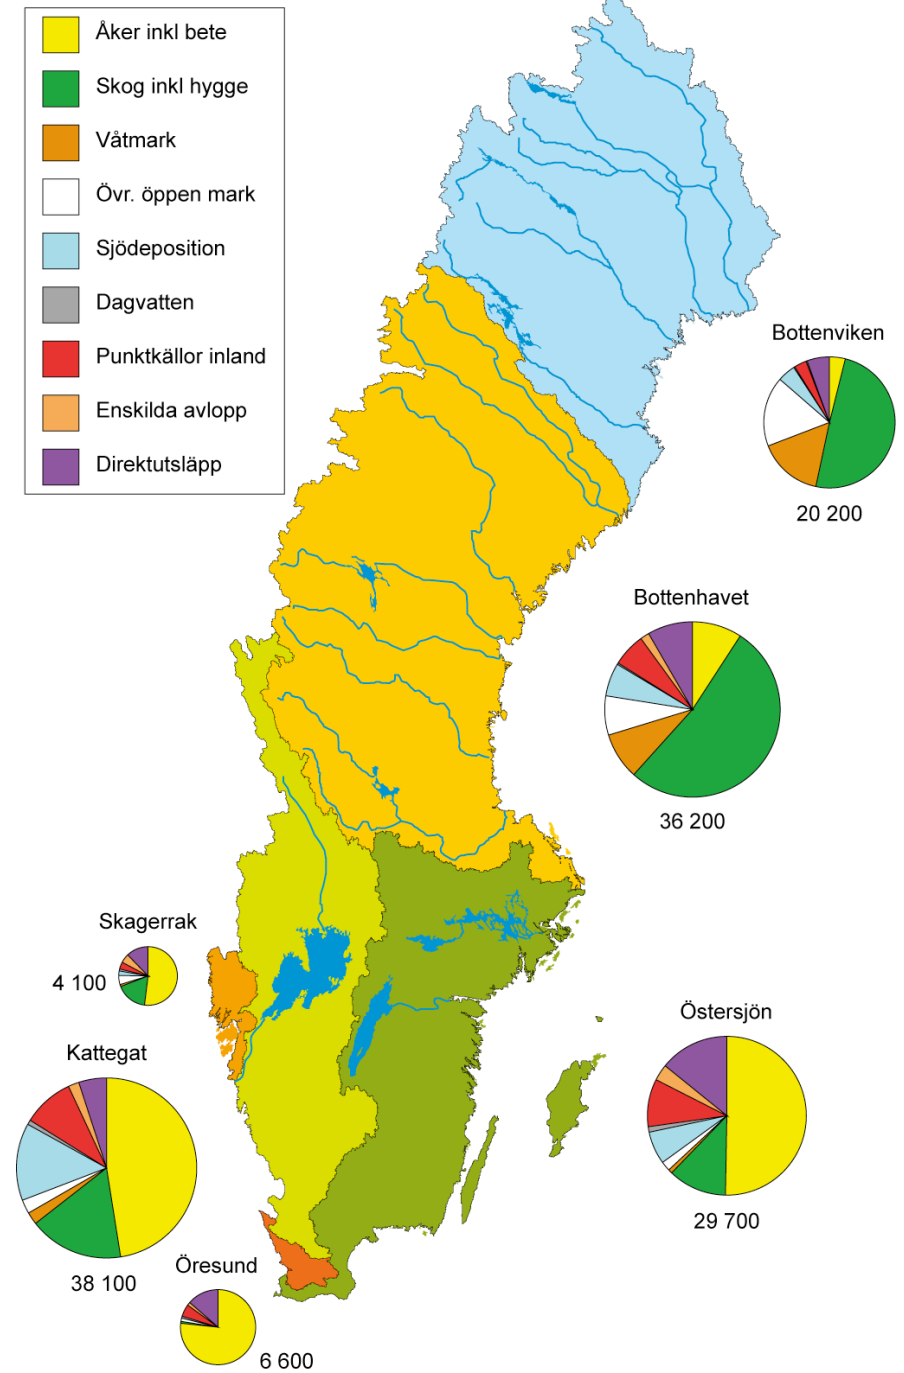 Åker inkl bete
Skog inkl hygge
Våtmark
Övr. öppen mark
Sjödeposition
Dagvatten
Punktkällor inland
Enskilda avlopp
Direktutsläpp
Bottenviken
20 200
Bottenhavet
36 200
Skagerrak
4 100
Kattegat
38 100
Östersjön
29 700
Öresund
6 600